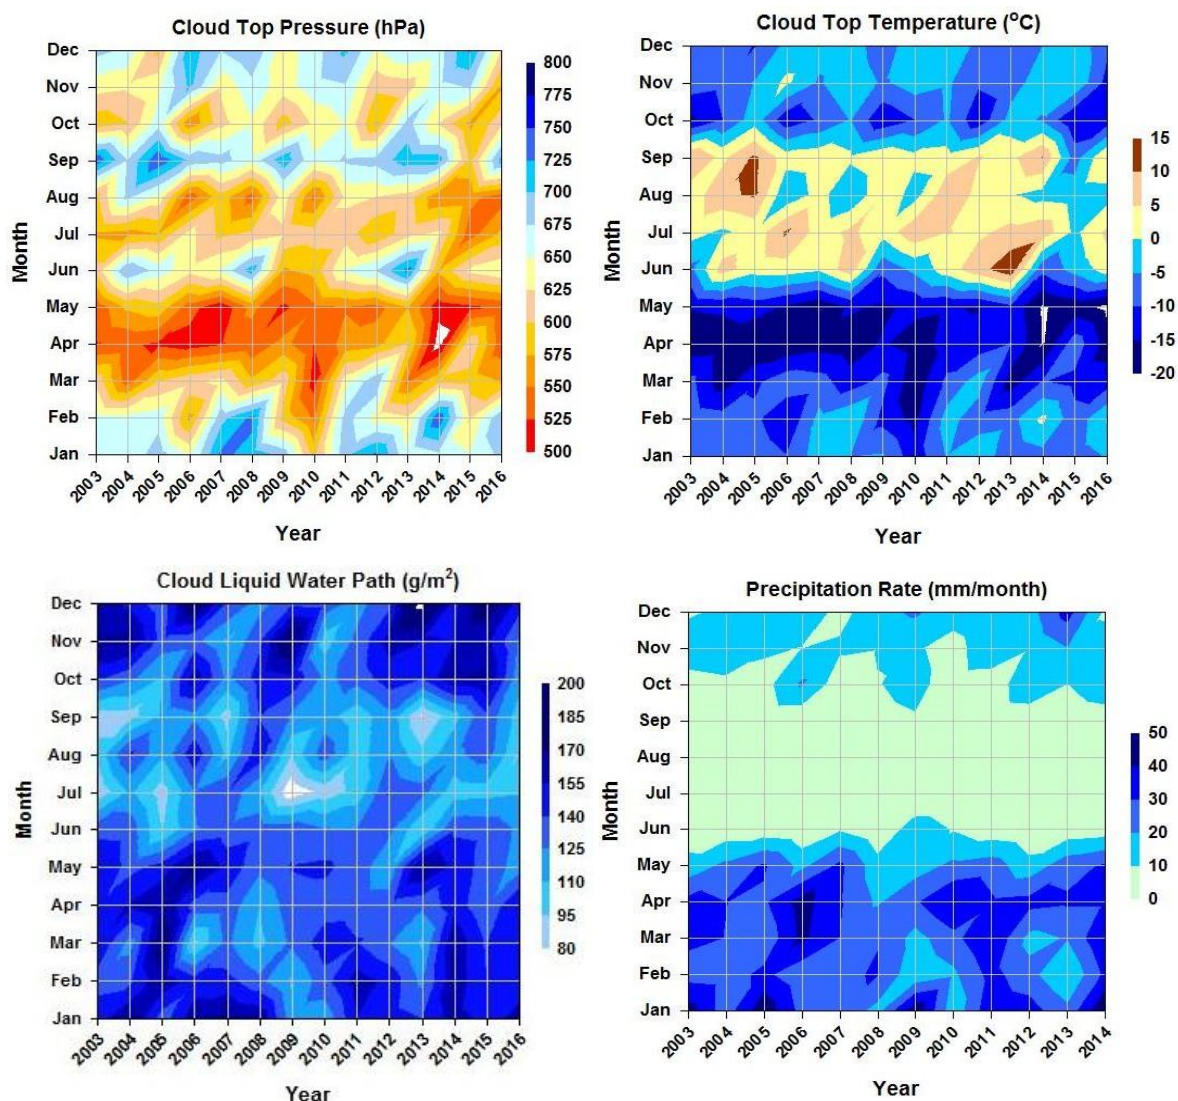 Cloud Top Pressure (hPa)
Dec
Nov
Oct
Sep
Aug
Jul
Jun
May
Apr
Mar
Feb
Jan
Month
2003 2004 2005 2006 2007 2008 2009 2010 2011 2012 2013 2014 2015 2016
Year
800
775
750
725
700
675
650
625
600
575
550
525
500
Cloud Top Temperature (°C)
Dec
Nov
Oct
Sep
Aug
Jul
Jun
May
Apr
Mar
Feb
Jan
Month
2003 2004 2005 2006 2007 2008 2009 2010 2011 2012 2013 2014 2015 2016
Year
15
10
5
0
-5
-10
-15
-20
Cloud Liquid Water Path (g/m²)
Dec
Nov
Oct
Sep
Aug
Jul
Jun
May
Apr
Mar
Feb
Jan
Month
2003 2004 2005 2006 2007 2008 2009 2010 2011 2012 2013 2014 2015 2016
Year
200
185
170
155
140
125
110
95
80
Precipitation Rate (mm/month)
Dec
Nov
Oct
Sep
Aug
Jul
Jun
May
Apr
Mar
Feb
Jan
Month
2003 2004 2005 2006 2007 2008 2009 2010 2011 2012 2013 2014
Year
50
40
30
20
10
0